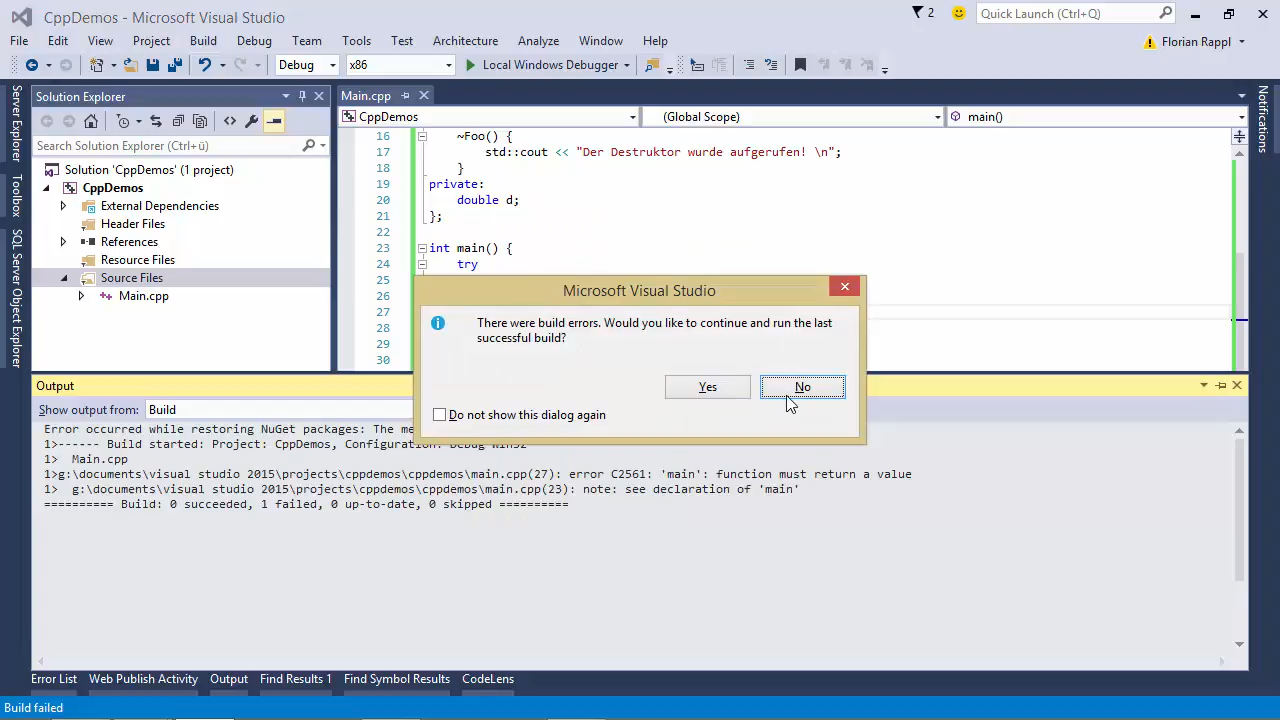 CppDemos - Microsoft Visual Studio
2
Quick Launch (Ctrl+Q)
File Edit View Project Build Debug Team Tools Test Architecture Analyze Window Help
Florian Rappl
Debug x86 Local Windows Debugger
Server Explorer
Toolbox
SQL Server Object Explorer
Solution Explorer
Search Solution Explorer (Ctrl+ü)
Solution 'CppDemos' (1 project)
CppDemos
External Dependencies
Header Files
References
Resource Files
Source Files
Main.cpp
Main.cpp
CppDemos (Global Scope) main()
16 ~Foo() {
17 std::cout << "Der Destruktor wurde aufgerufen! \n";
18 }
19 private:
20 double d;
21 };
22
23 int main() {
24 try
25
26
27
28
29
30
Notifications
Microsoft Visual Studio
There were build errors. Would you like to continue and run the last
successful build?
Yes No
Do not show this dialog again
Output
Show output from: Build
Error occurred while restoring NuGet packages: The me
1>------ Build started: Project: CppDemos, Configuration: Debug Win32
1> Main.cpp
1>g:\documents\visual studio 2015\projects\cppdemos\cppdemos\main.cpp(27): error C2561: 'main': function must return a value
1> g:\documents\visual studio 2015\projects\cppdemos\cppdemos\main.cpp(23): note: see declaration of 'main'
========== Build: 0 succeeded, 1 failed, 0 up-to-date, 0 skipped ==========
Error List Web Publish Activity Output Find Results 1 Find Symbol Results CodeLens
Build failed